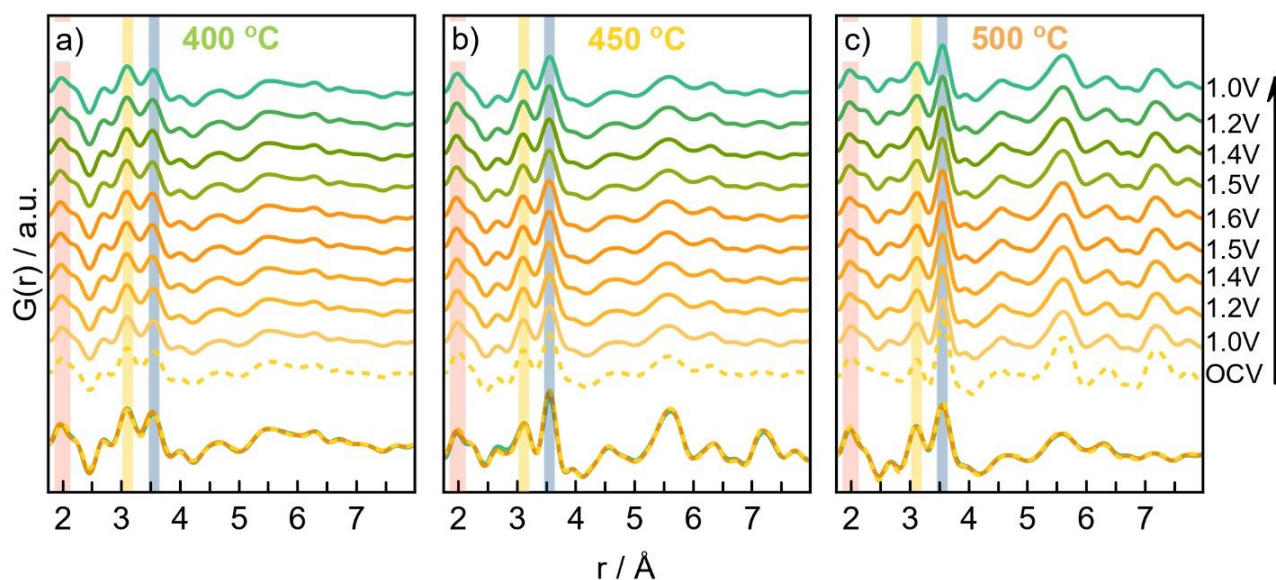 a) 400 °C
b) 450 °C
c) 500 °C
1.0V
1.2V
1.4V
1.5V
1.6V
1.5V
1.4V
1.2V
1.0V
OCV
G(r) / a.u.
2 3 4 5 6 7
2 3 4 5 6 7
2 3 4 5 6 7
r / Å